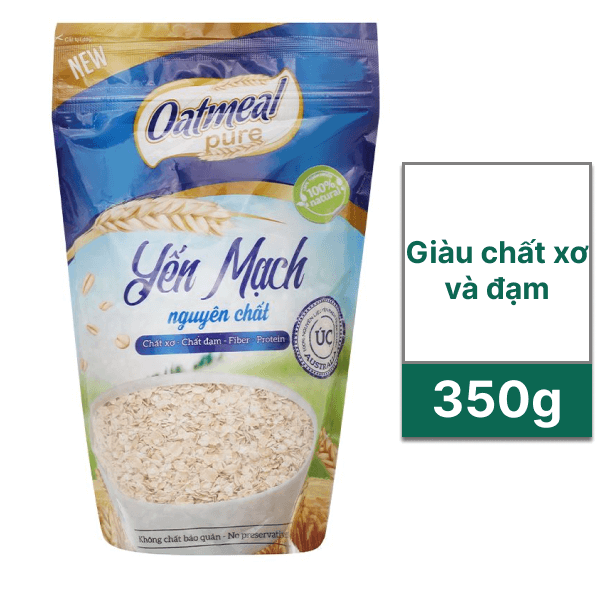 NEW
Oatmeal
pure
100%
natural
Yến Mạch
nguyên chất
Chất xơ - Chất đạm - Fiber - Protein
ÚC
AUSTRALIA
Không chất bảo quản - No preservative
Giàu chất xơ
và đạm
350g